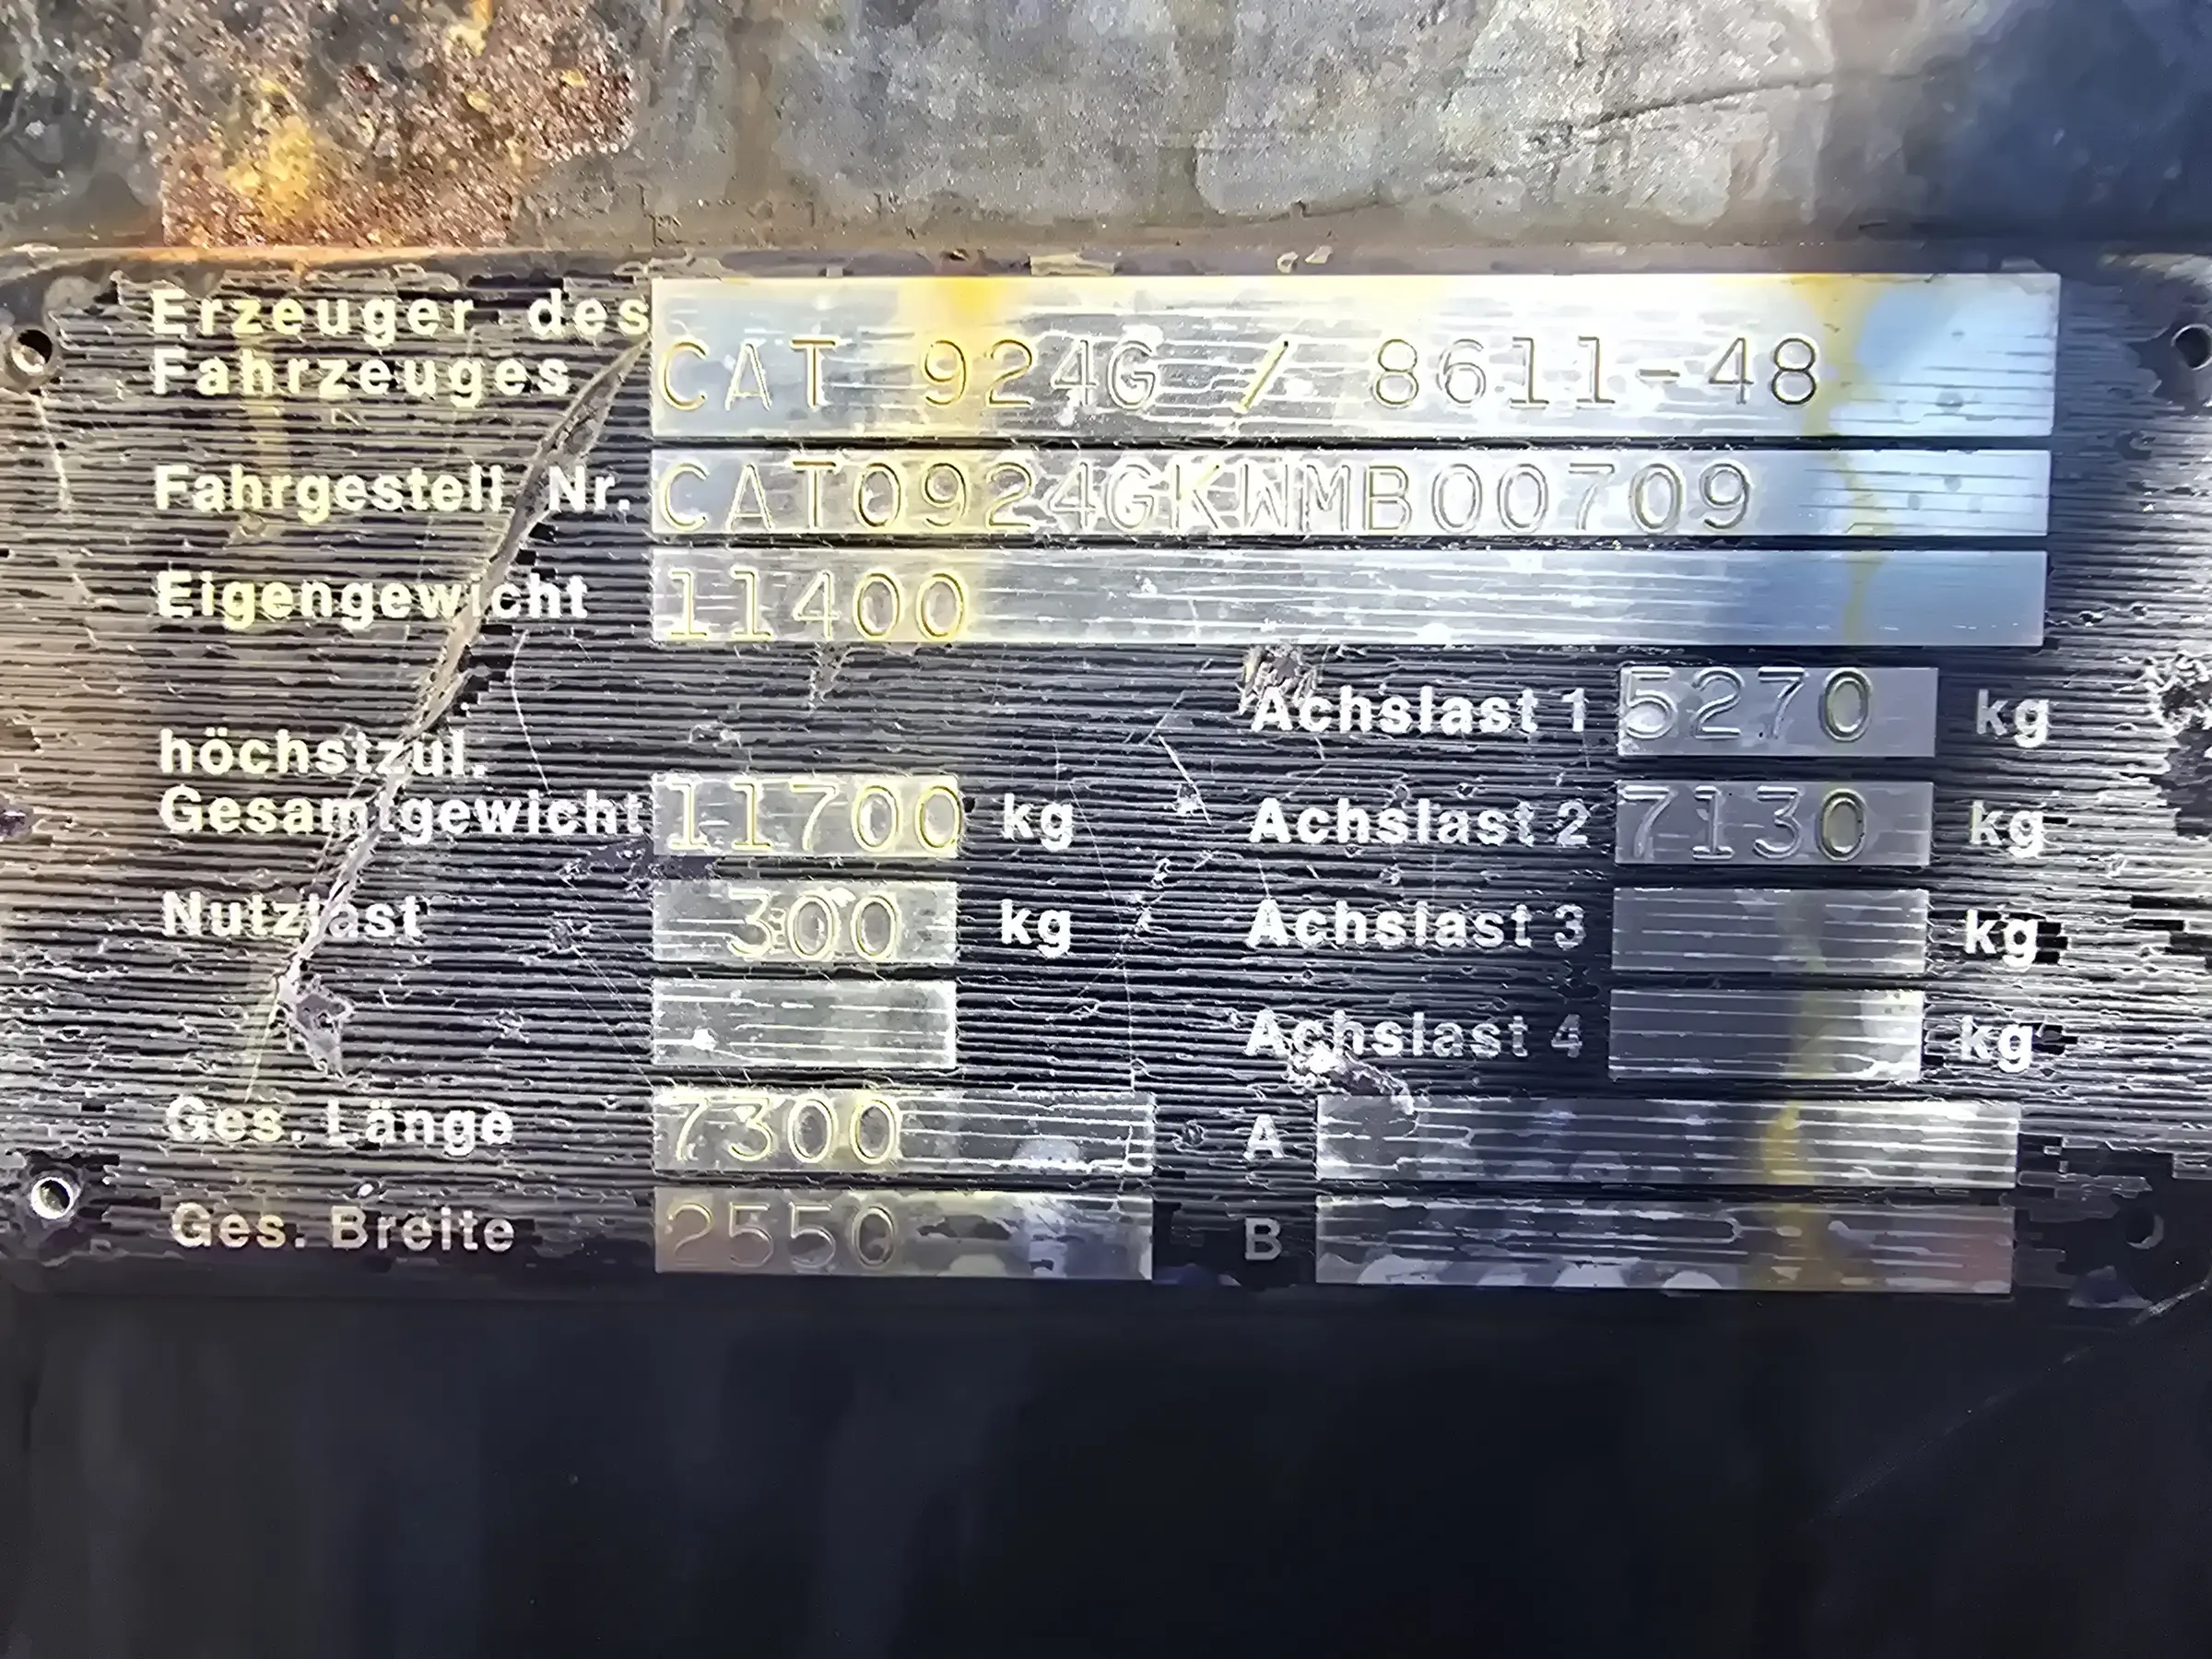 Erzeuger des
Fahrzeuges CAT 924G / 8611-48
Fahrgestell Nr. CAT0924GKWMB00709
Eigengewicht 11400
Achslast 1 5270 kg
höchstzul.
Gesamtgewicht 11700 kg Achslast 2 7130 kg
Nutzlast 300 kg Achslast 3 kg
Achslast 4 kg
Ges. Länge 7300 A
Ges. Breite 2550 B